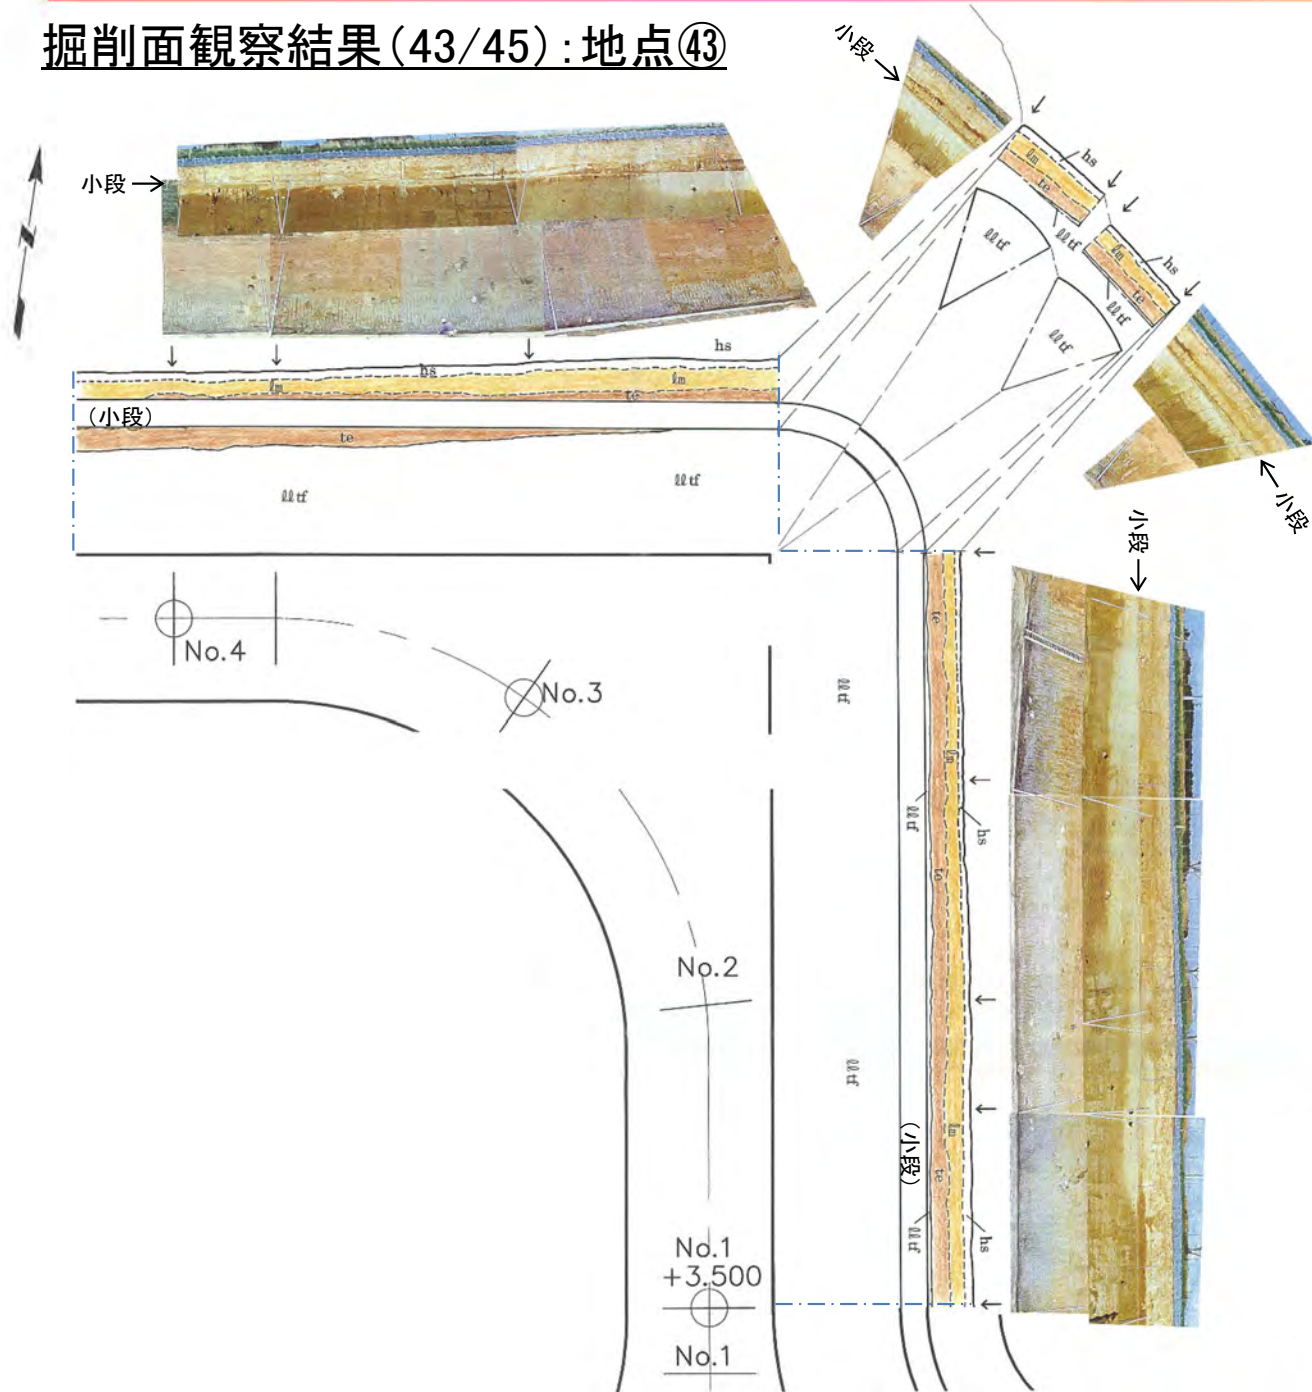 掘削面観察結果(43/45):地点㊸
小段
小段
N
hs
lm
te
ℓℓtf
ℓℓtf
hs
lm
te
ℓℓtf
ℓℓtf
小段
hs
hs
lm
lm
te
(小段)
te
ℓℓtf
ℓℓtf
小段
No.4
No.3
te
ℓℓtf
lm
ℓℓtf
hs
te
No.2
ℓℓtf
lm
(小段)
te
ℓℓtf
hs
No.1
+3.500
No.1